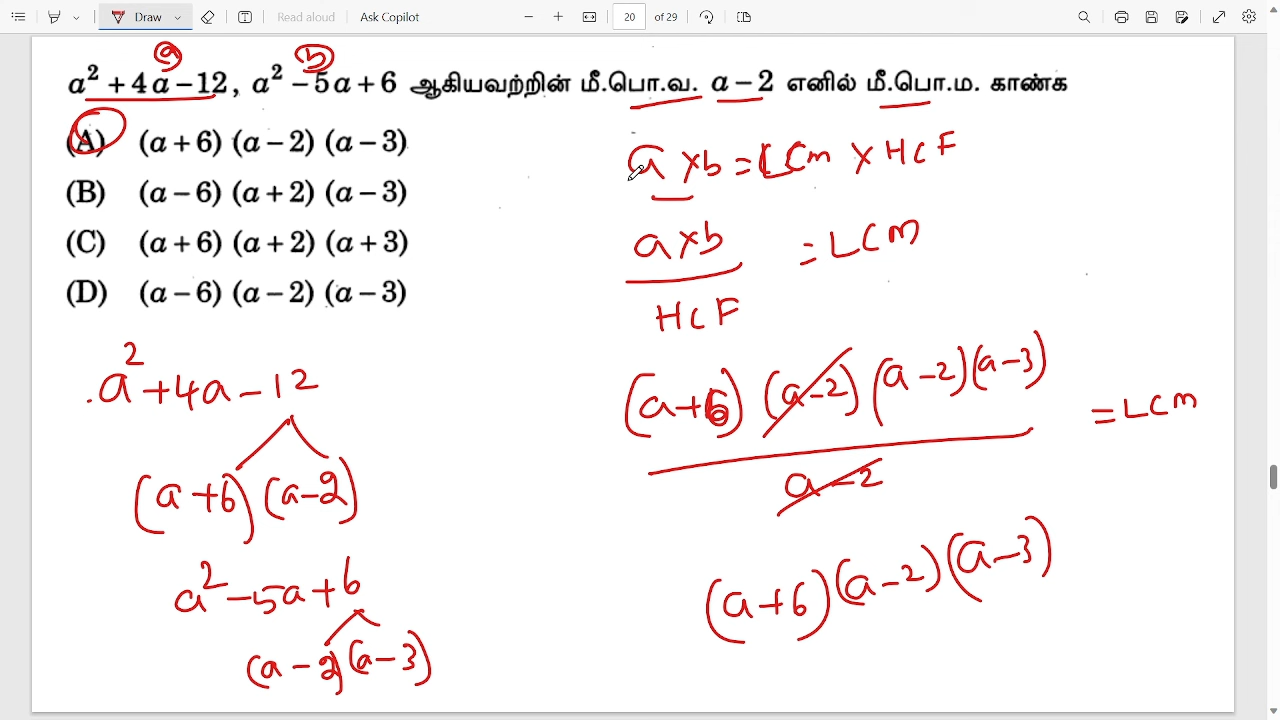 Draw
Read aloud
Ask Copilot
20 of 29
a b
a² + 4a − 12, a² − 5a + 6 ஆகியவற்றின் மீ.பொ.வ. a − 2 எனில் மீ.பொ.ம. காண்க
(A) (a + 6) (a − 2) (a − 3)
(B) (a − 6) (a + 2) (a − 3)
(C) (a + 6) (a + 2) (a + 3)
(D) (a − 6) (a − 2) (a − 3)
a × b = LCm × HCF
a × b = LCM
HCF
a² + 4a − 12
(a + 6) (a − 2)
a² − 5a + 6
(a − 2) (a − 3)
(a + 6) (a − 2) (a − 2) (a − 3) = LCM
a − 2
(a + 6) (a − 2) (a − 3)